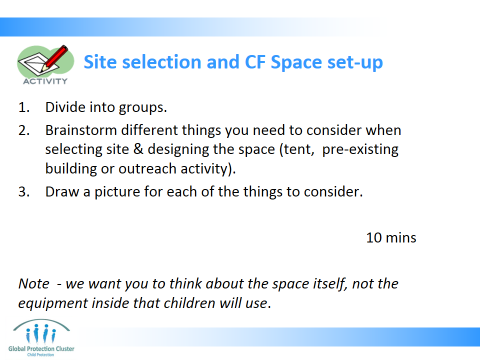 Site selection and CF Space set-up
ACTIVITY
1. Divide into groups.
2. Brainstorm different things you need to consider when
selecting site & designing the space (tent, pre-existing
building or outreach activity).
3. Draw a picture for each of the things to consider.
10 mins
Note - we want you to think about the space itself, not the
equipment inside that children will use.
Global Protection Cluster
Child Protection